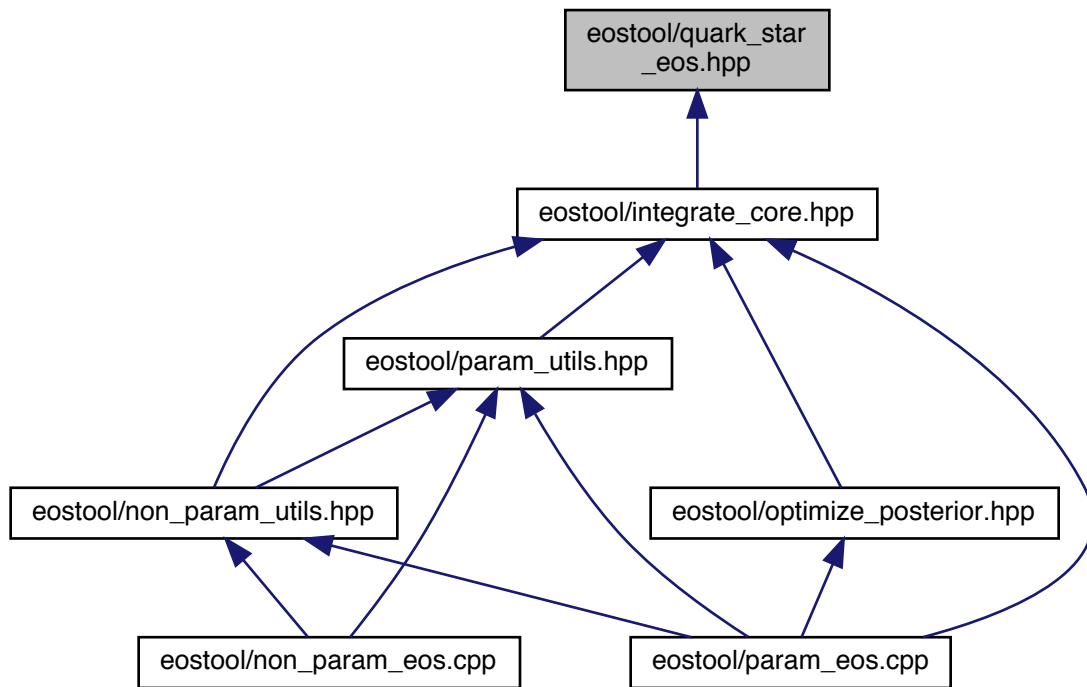 eostool/quark_star
_eos.hpp
eostool/integrate_core.hpp
eostool/param_utils.hpp
eostool/non_param_utils.hpp
eostool/optimize_posterior.hpp
eostool/non_param_eos.cpp
eostool/param_eos.cpp